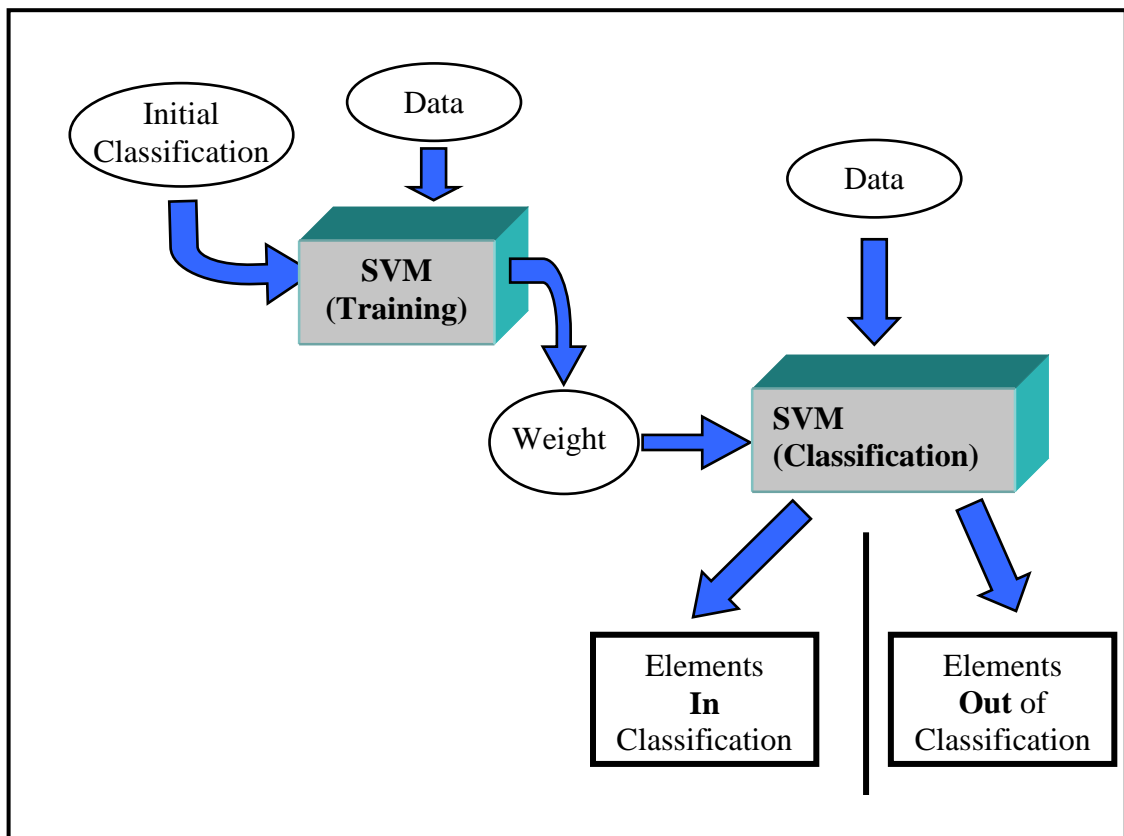 Initial
Classification
Data
Data
SVM
(Training)
Weight
SVM
(Classification)
Elements
In
Classification
Elements
Out of
Classification